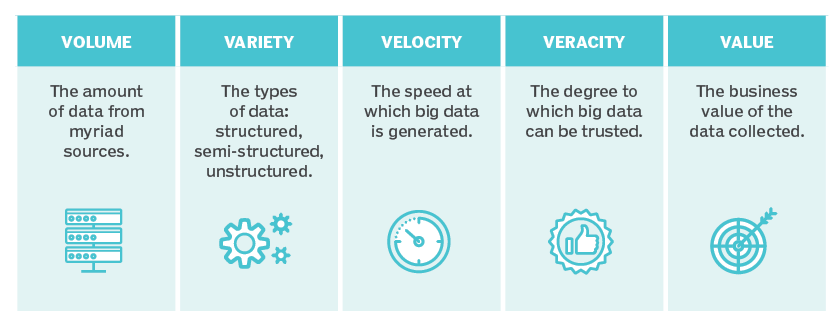 VOLUME
The amount
of data from
myriad
sources.
VARIETY
The types
of data:
structured,
semi-structured,
unstructured.
VELOCITY
The speed at
which big data
is generated.
VERACITY
The degree to
which big data
can be trusted.
VALUE
The business
value of the
data collected.